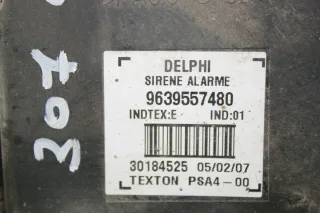 307
DELPHI
SIRENE ALARME
9639557480
INDTEX:E IND:01
30184525 05/02/07
TEXTON PSA4-00